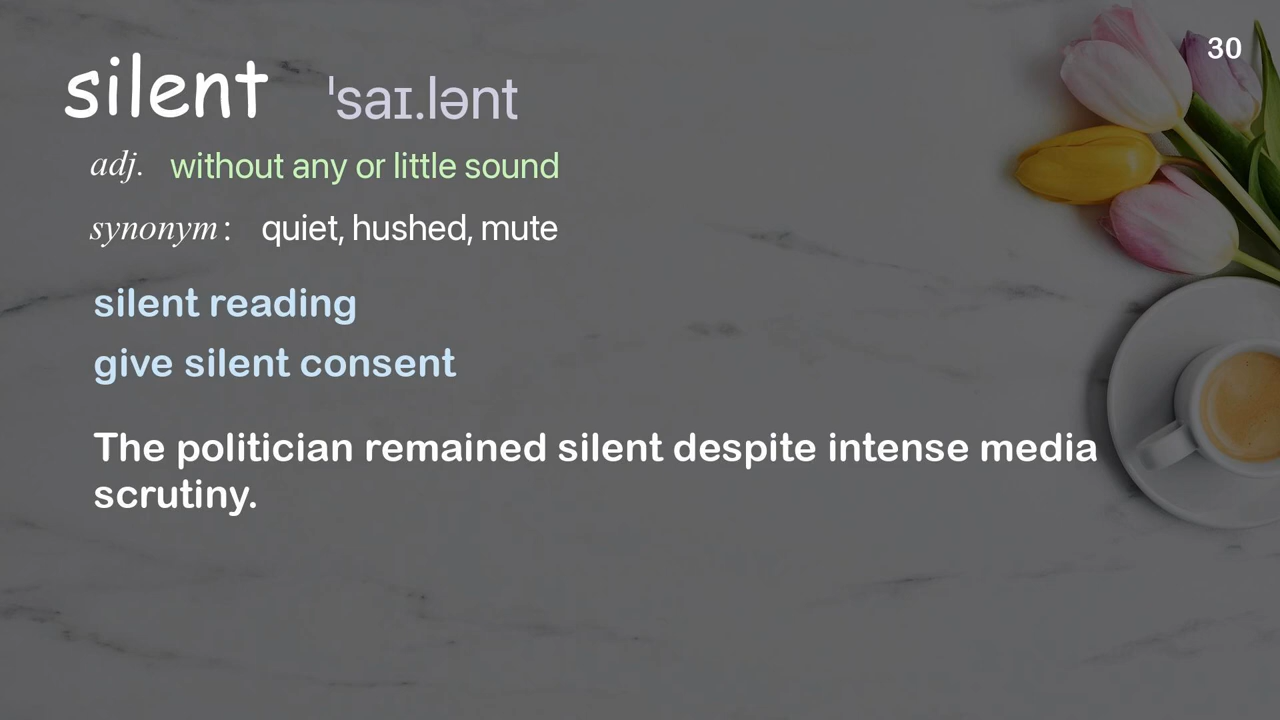 30
silent ˈsaɪ.lənt
adj. without any or little sound
synonym: quiet, hushed, mute
silent reading
give silent consent
The politician remained silent despite intense media
scrutiny.